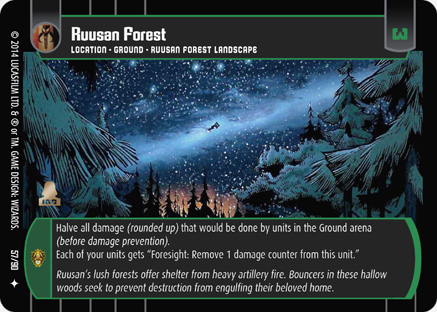 Ruusan Forest
LOCATION • GROUND • RUUSAN FOREST LANDSCAPE
Halve all damage (rounded up) that would be done by units in the Ground arena
(before damage prevention).
Each of your units gets “Foresight: Remove 1 damage counter from this unit.”
Ruusan's lush forests offer shelter from heavy artillery fire. Bouncers in these hallow
woods seek to prevent destruction from engulfing their beloved home.
© 2014 LUCASFILM LTD. & ® or TM. GAME DESIGN: WIZARDS.
57/90